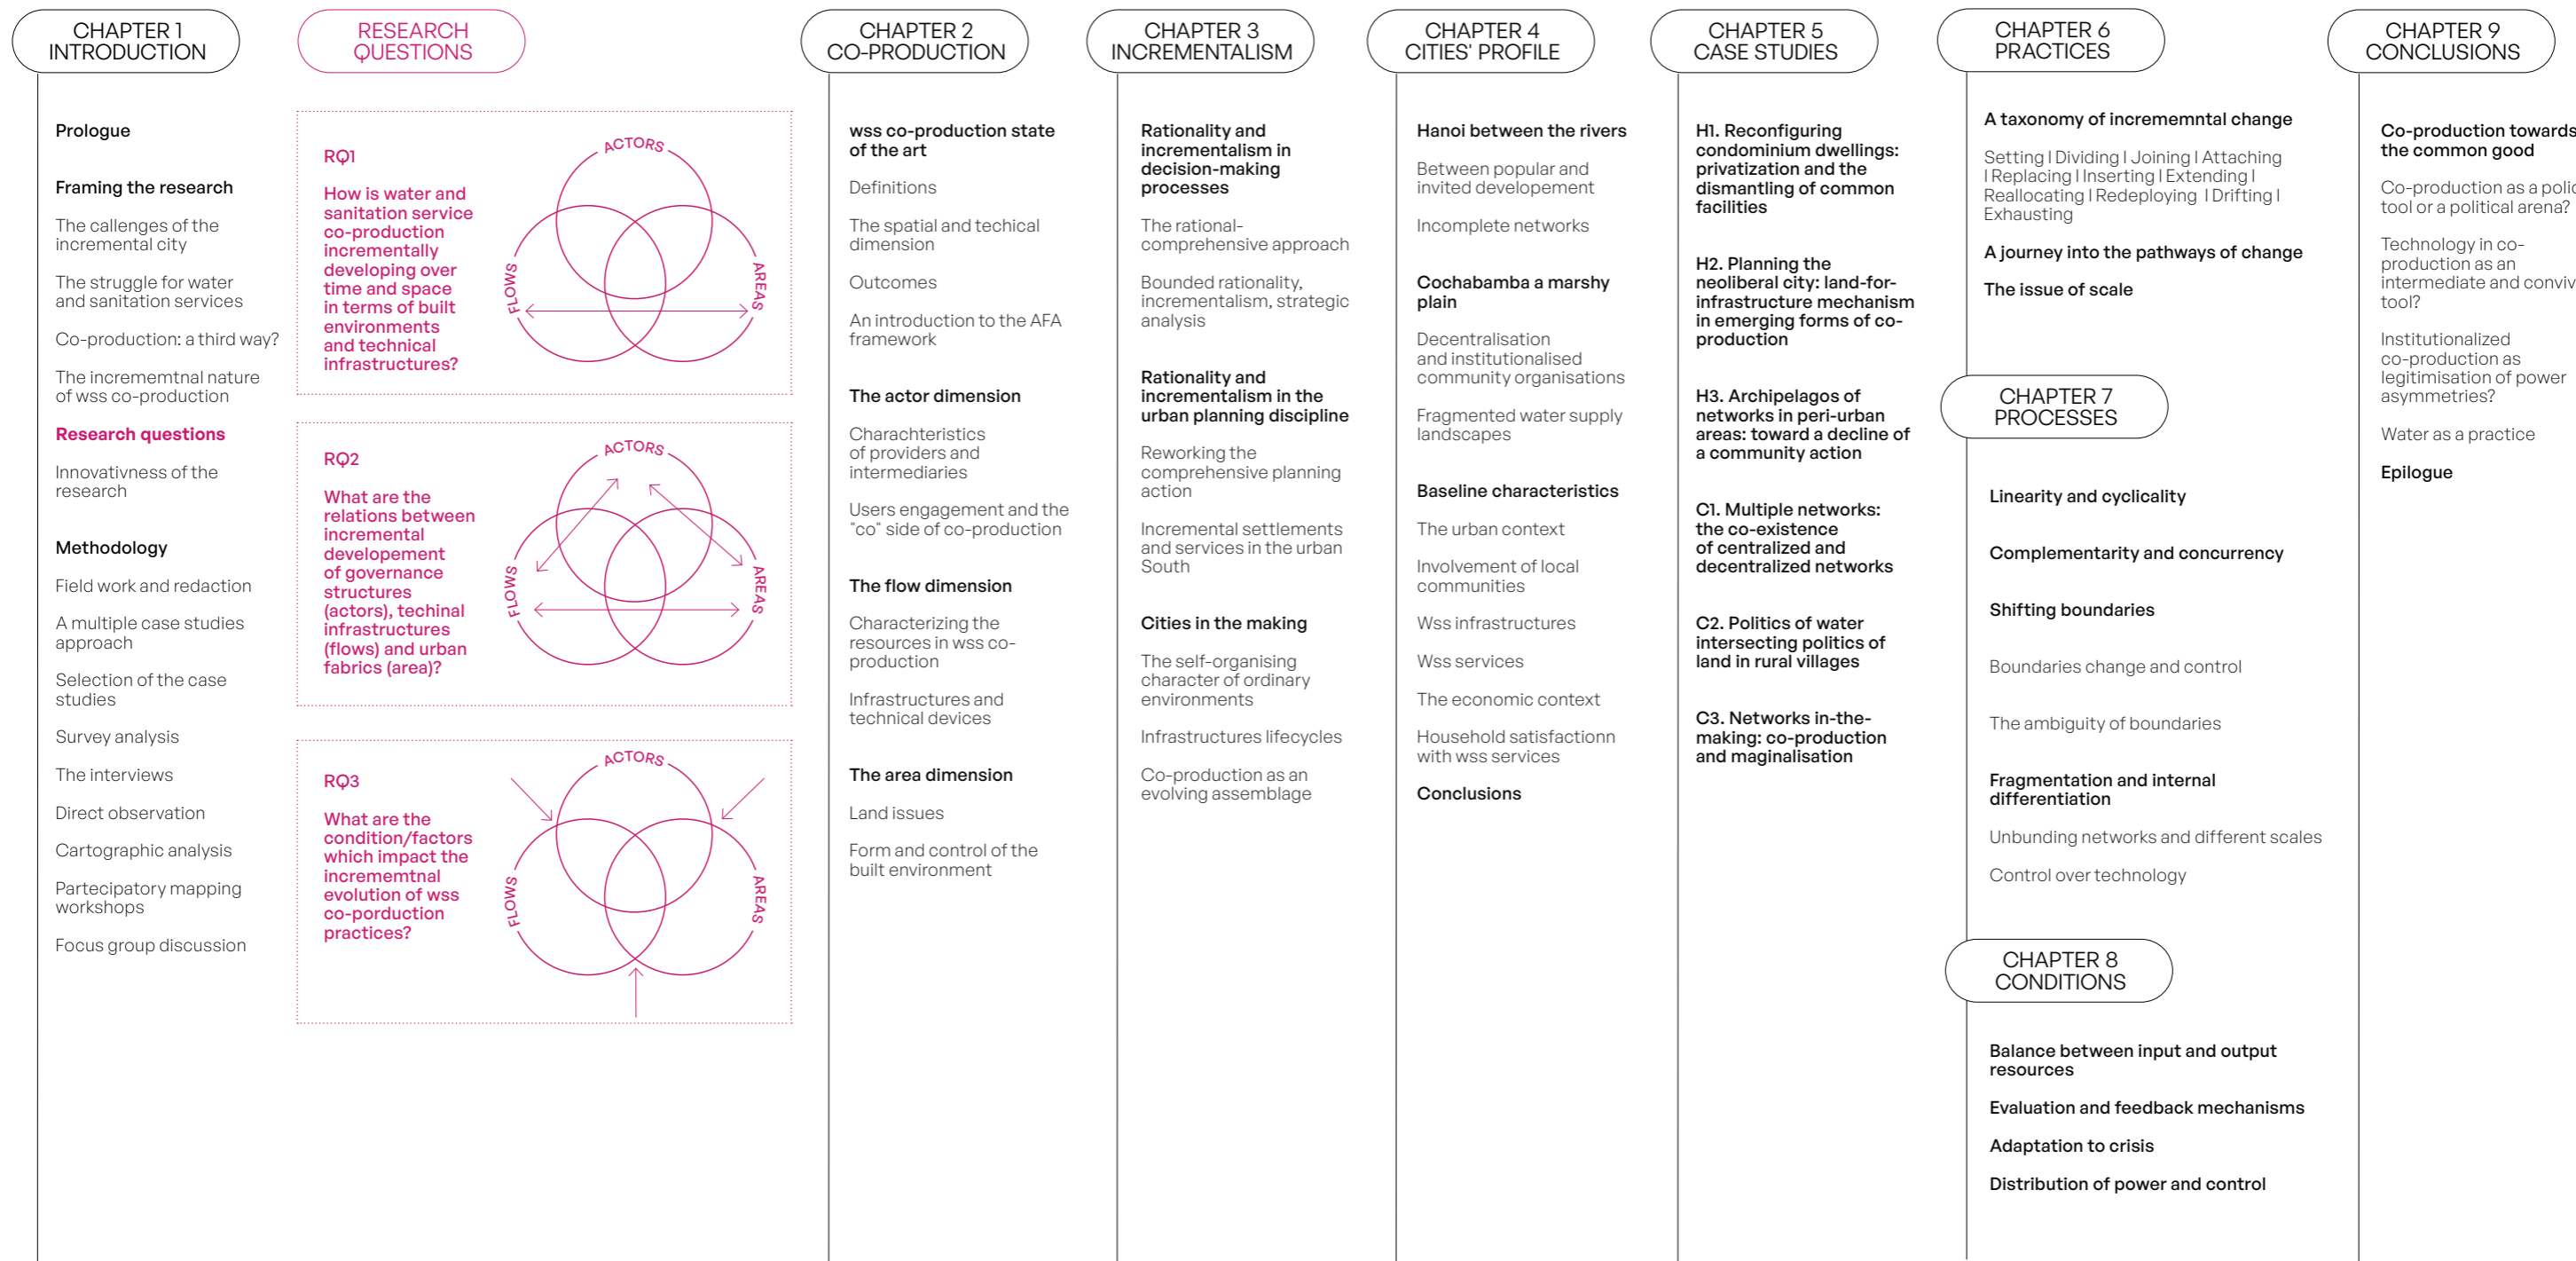 CHAPTER 1
INTRODUCTION
Prologue
Framing the research
The callenges of the
incremental city
The struggle for water
and sanitation services
Co-production: a third way?
The incrememtnal nature
of wss co-production
Research questions
Innovativness of the
research
Methodology
Field work and redaction
A multiple case studies
approach
Selection of the case
studies
Survey analysis
The interviews
Direct observation
Cartographic analysis
Partecipatory mapping
workshops
Focus group discussion
RESEARCH
QUESTIONS
RQ1
How is water and
sanitation service
co-production
incrementally
developing over
time and space
in terms of built
environments
and technical
infrastructures?
ACTORS
FLOWS
AREAS
RQ2
What are the
relations between
incremental
developement
of governance
structures
(actors), techinal
infrastructures
(flows) and urban
fabrics (area)?
ACTORS
FLOWS
AREAS
RQ3
What are the
condition/factors
which impact the
incrememtnal
evolution of wss
co-porduction
practices?
ACTORS
FLOWS
AREAS
CHAPTER 2
CO-PRODUCTION
wss co-production state
of the art
Definitions
The spatial and techical
dimension
Outcomes
An introduction to the AFA
framework
The actor dimension
Charachteristics
of providers and
intermediaries
Users engagement and the
"co" side of co-production
The flow dimension
Characterizing the
resources in wss co-
production
Infrastructures and
technical devices
The area dimension
Land issues
Form and control of the
built environment
CHAPTER 3
INCREMENTALISM
Rationality and
incrementalism in
decision-making
processes
The rational-
comprehensive approach
Bounded rationality,
incrementalism, strategic
analysis
Rationality and
incrementalism in the
urban planning discipline
Reworking the
comprehensive planning
action
Incremental settlements
and services in the urban
South
Cities in the making
The self-organising
character of ordinary
environments
Infrastructures lifecycles
Co-production as an
evolving assemblage
CHAPTER 4
CITIES' PROFILE
Hanoi between the rivers
Between popular and
invited developement
Incomplete networks
Cochabamba a marshy
plain
Decentralisation
and institutionalised
community organisations
Fragmented water supply
landscapes
Baseline characteristics
The urban context
Involvement of local
communities
Wss infrastructures
Wss services
The economic context
Household satisfactionn
with wss services
Conclusions
CHAPTER 5
CASE STUDIES
H1. Reconfiguring
condominium dwellings:
privatization and the
dismantling of common
facilities
H2. Planning the
neoliberal city: land-for-
infrastructure mechanism
in emerging forms of co-
production
H3. Archipelagos of
networks in peri-urban
areas: toward a decline of
a community action
C1. Multiple networks:
the co-existence
of centralized and
decentralized networks
C2. Politics of water
intersecting politics of
land in rural villages
C3. Networks in-the-
making: co-production
and maginalisation
CHAPTER 6
PRACTICES
A taxonomy of incrememntal change
Setting I Dividing I Joining I Attaching
I Replacing I Inserting I Extending I
Reallocating I Redeploying I Drifting I
Exhausting
A journey into the pathways of change
The issue of scale
CHAPTER 7
PROCESSES
Linearity and cyclicality
Complementarity and concurrency
Shifting boundaries
Boundaries change and control
The ambiguity of boundaries
Fragmentation and internal
differentiation
Unbunding networks and different scales
Control over technology
CHAPTER 8
CONDITIONS
Balance between input and output
resources
Evaluation and feedback mechanisms
Adaptation to crisis
Distribution of power and control
CHAPTER 9
CONCLUSIONS
Co-production towards
the common good
Co-production as a
tool or a political arena?
Technology in co-
production as an
intermediate and
tool?
Institutionalized
co-production as
legitimisation of power
asymmetries?
Water as a practice
Epilogue